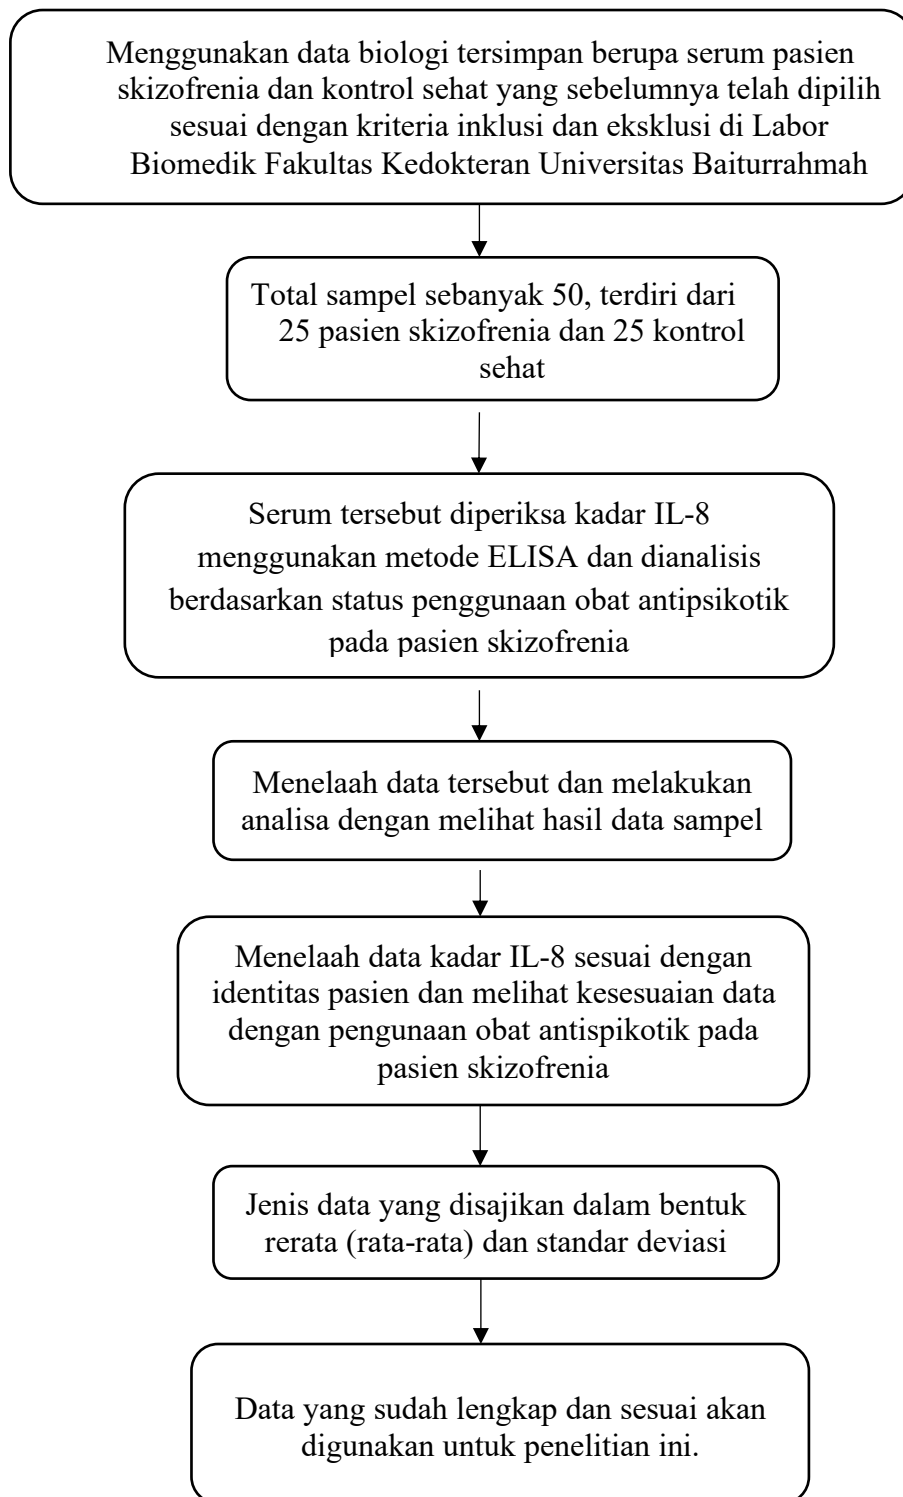 Menggunakan data biologi tersimpan berupa serum pasien
skizofrenia dan kontrol sehat yang sebelumnya telah dipilih
sesuai dengan kriteria inklusi dan eksklusi di Labor
Biomedik Fakultas Kedokteran Universitas Baiturrahmah
Total sampel sebanyak 50, terdiri dari
25 pasien skizofrenia dan 25 kontrol
sehat
Serum tersebut diperiksa kadar IL-8
menggunakan metode ELISA dan dianalisis
berdasarkan status penggunaan obat antipsikotik
pada pasien skizofrenia
Menelaah data tersebut dan melakukan
analisa dengan melihat hasil data sampel
Menelaah data kadar IL-8 sesuai dengan
identitas pasien dan melihat kesesuaian data
dengan pengunaan obat antispikotik pada
pasien skizofrenia
Jenis data yang disajikan dalam bentuk
rerata (rata-rata) dan standar deviasi
Data yang sudah lengkap dan sesuai akan
digunakan untuk penelitian ini.